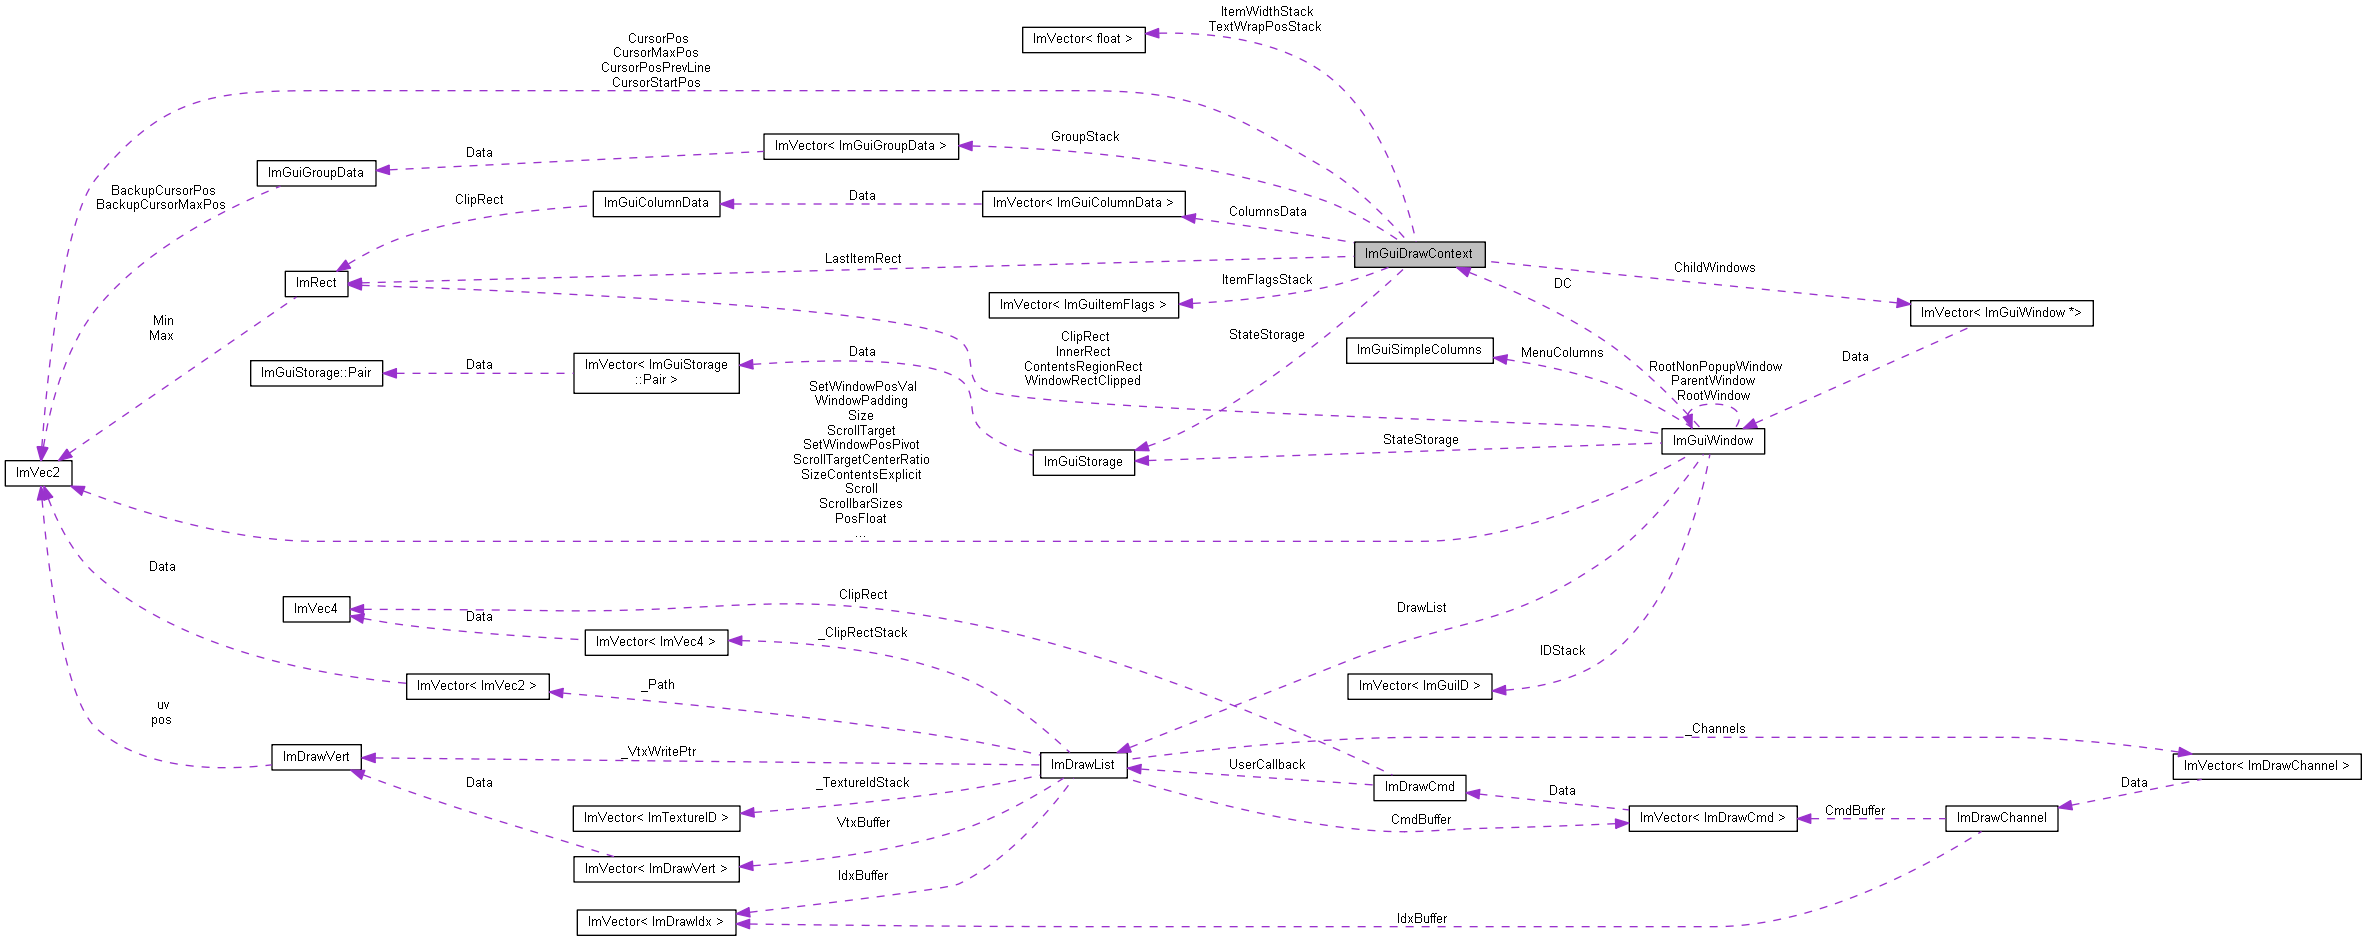 ItemWidthStack
TextWrapPosStack
ImVector< float >
CursorPos
CursorMaxPos
CursorPosPrevLine
CursorStartPos
GroupStack
ImVector< ImGuiGroupData >
Data
ImGuiGroupData
BackupCursorPos
BackupCursorMaxPos
ClipRect
ImGuiColumnData
Data
ImVector< ImGuiColumnData >
ColumnsData
ImGuiDrawContext
LastItemRect
ImRect
ItemFlagsStack
ImVector< ImGuiItemFlags >
DC
ChildWindows
ImVector< ImGuiWindow *>
Min
Max
StateStorage
ClipRect
InnerRect
ContentsRegionRect
WindowRectClipped
ImGuiSimpleColumns
MenuColumns
Data
ImGuiStorage::Pair
Data
ImVector< ImGuiStorage
::Pair >
Data
RootNonPopupWindow
ParentWindow
RootWindow
SetWindowPosVal
WindowPadding
Size
ScrollTarget
SetWindowPosPivot
ScrollTargetCenterRatio
SizeContentsExplicit
Scroll
ScrollbarSizes
PosFloat
...
StateStorage
ImGuiWindow
ImGuiStorage
ImVec2
Data
ImVec4
Data
ClipRect
DrawList
ImVector< ImVec4 >
_ClipRectStack
IDStack
ImVector< ImVec2 >
_Path
ImVector< ImGuiID >
uv
pos
ImDrawVert
_VtxWritePtr
_Channels
ImDrawList
UserCallback
ImVector< ImDrawChannel >
Data
_TextureIdStack
ImDrawCmd
Data
Data
ImVector< ImTextureID >
VtxBuffer
CmdBuffer
ImVector< ImDrawCmd >
CmdBuffer
ImDrawChannel
ImVector< ImDrawVert >
IdxBuffer
ImVector< ImDrawIdx >
IdxBuffer